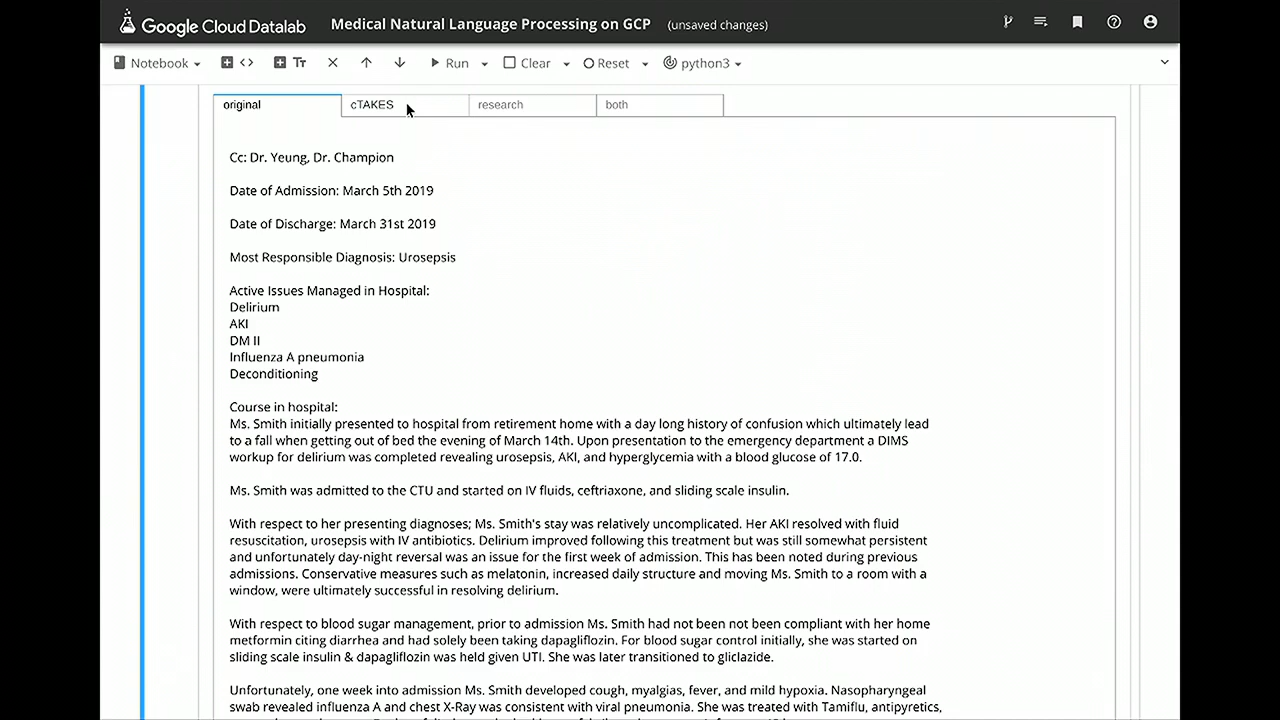 Google Cloud Datalab
Medical Natural Language Processing on GCP (unsaved changes)
Notebook
Tт
Run
Clear
Reset
python3
original
cTAKES
research
both
Cc: Dr. Yeung, Dr. Champion
Date of Admission: March 5th 2019
Date of Discharge: March 31st 2019
Most Responsible Diagnosis: Urosepsis
Active Issues Managed in Hospital:
Delirium
AKI
DM II
Influenza A pneumonia
Deconditioning
Course in hospital:
Ms. Smith initially presented to hospital from retirement home with a day long history of confusion which ultimately lead
to a fall when getting out of bed the evening of March 14th. Upon presentation to the emergency department a DIMS
workup for delirium was completed revealing urosepsis, AKI, and hyperglycemia with a blood glucose of 17.0.
Ms. Smith was admitted to the CTU and started on IV fluids, ceftriaxone, and sliding scale insulin.
With respect to her presenting diagnoses; Ms. Smith's stay was relatively uncomplicated. Her AKI resolved with fluid
resuscitation, urosepsis with IV antibiotics. Delirium improved following this treatment but was still somewhat persistent
and unfortunately day-night reversal was an issue for the first week of admission. This has been noted during previous
admissions. Conservative measures such as melatonin, increased daily structure and moving Ms. Smith to a room with a
window, were ultimately successful in resolving delirium.
With respect to blood sugar management, prior to admission Ms. Smith had not been not been compliant with her home
metformin citing diarrhea and had solely been taking dapagliflozin. For blood sugar control initially, she was started on
sliding scale insulin & dapagliflozin was held given UTI. She was later transitioned to gliclazide.
Unfortunately, one week into admission Ms. Smith developed cough, myalgias, fever, and mild hypoxia. Nasopharyngeal
swab revealed influenza A and chest X-Ray was consistent with viral pneumonia. She was treated with Tamiflu, antipyretics,